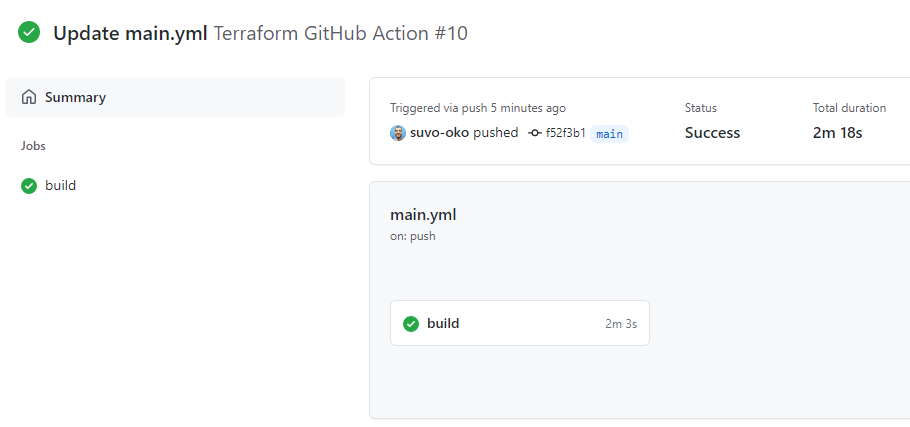 Update main.yml Terraform GitHub Action #10
Summary
Jobs
build
Triggered via push 5 minutes ago
suvo-oko pushed f52f3b1 main
Status
Success
Total duration
2m 18s
main.yml
on: push
build 2m 3s